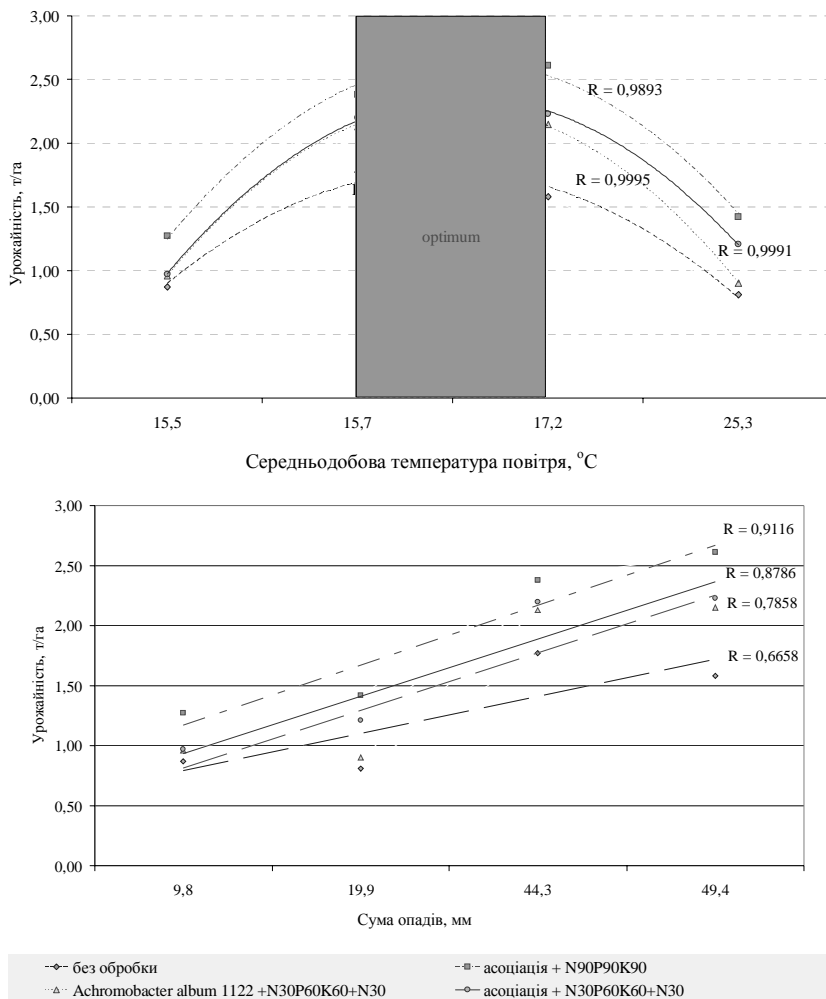 3,00
2,50
2,00
1,50
1,00
0,50
0,00
Урожайність, т/га
R = 0,9893
R = 0,9995
R = 0,9991
optimum
15,5 15,7 17,2 25,3
Середньодобова температура повітря, °С
3,00
2,50
2,00
1,50
1,00
0,50
0,00
Урожайність, т/га
R = 0,9116
R = 0,8786
R = 0,7858
R = 0,6658
9,8 19,9 44,3 49,4
Сума опадів, мм
без обробки асоціація + N90P90K90
Achromobacter album 1122 +N30P60K60+N30 асоціація + N30P60K60+N30